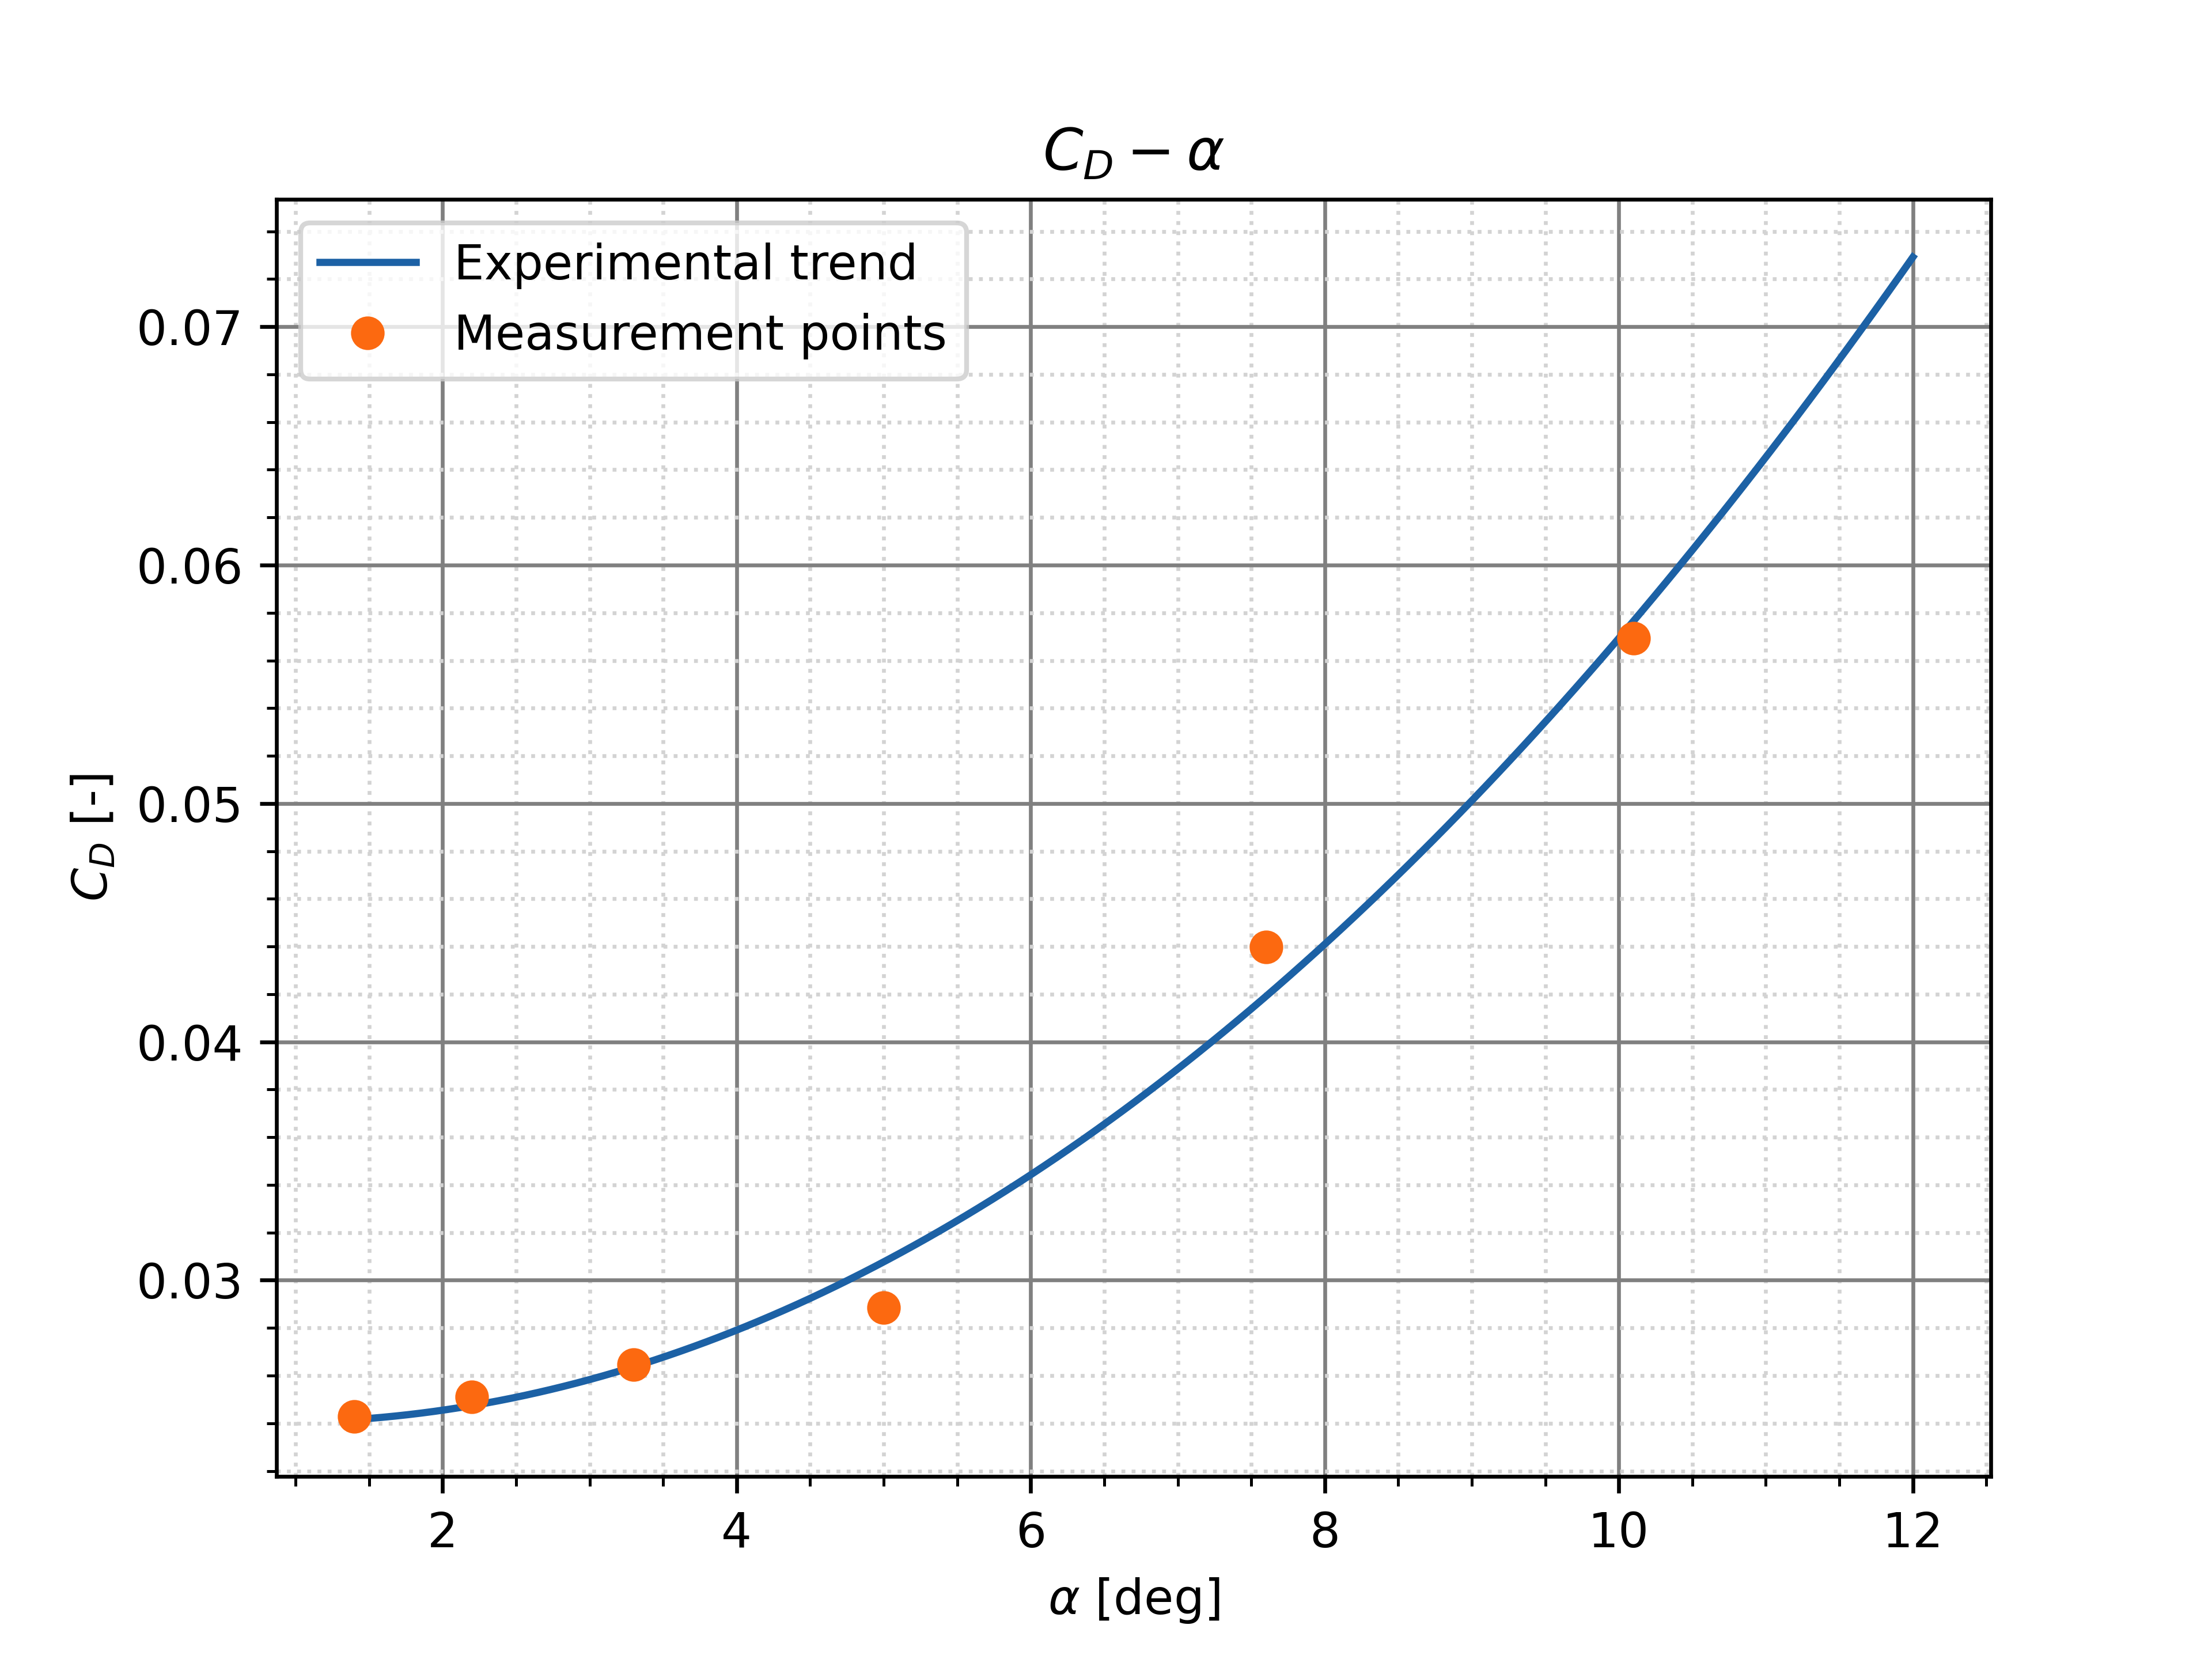 C_D − α
Experimental trend
Measurement points
0.07
0.06
0.05
0.04
0.03
C_D [-]
2 4 6 8 10 12
α [deg]